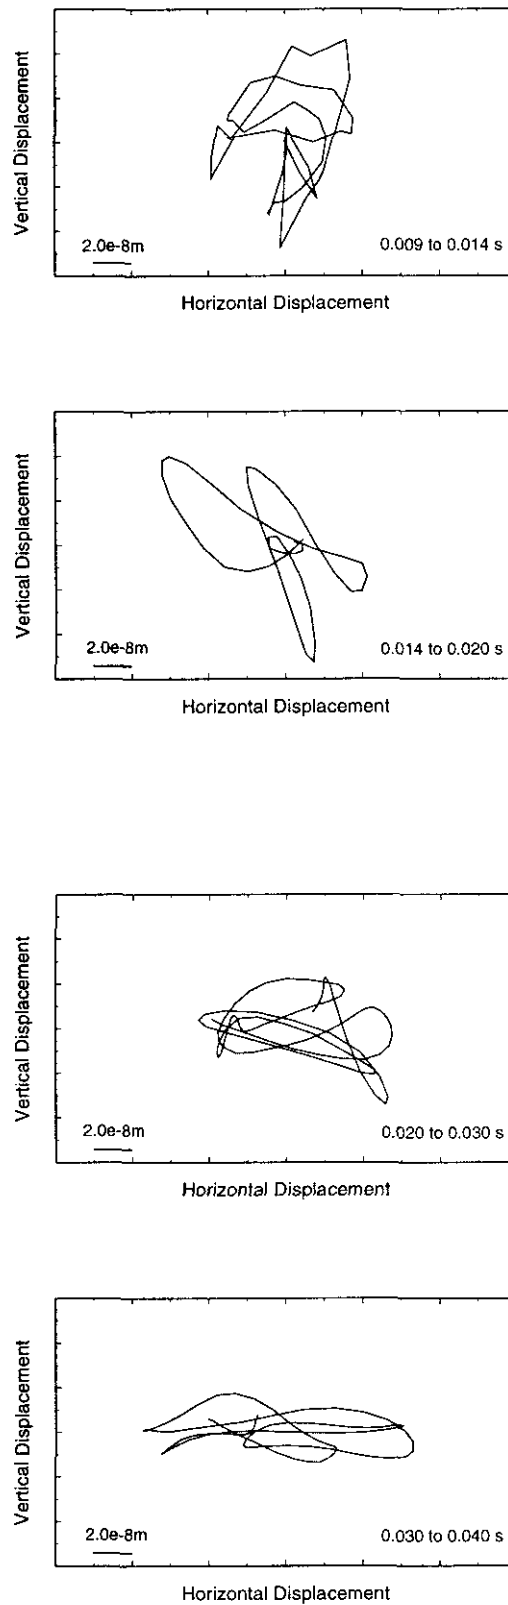 Vertical Displacement
2.0e-8m
0.009 to 0.014 s
Horizontal Displacement
Vertical Displacement
2.0e-8m
0.014 to 0.020 s
Horizontal Displacement
Vertical Displacement
2.0e-8m
0.020 to 0.030 s
Horizontal Displacement
Vertical Displacement
2.0e-8m
0.030 to 0.040 s
Horizontal Displacement